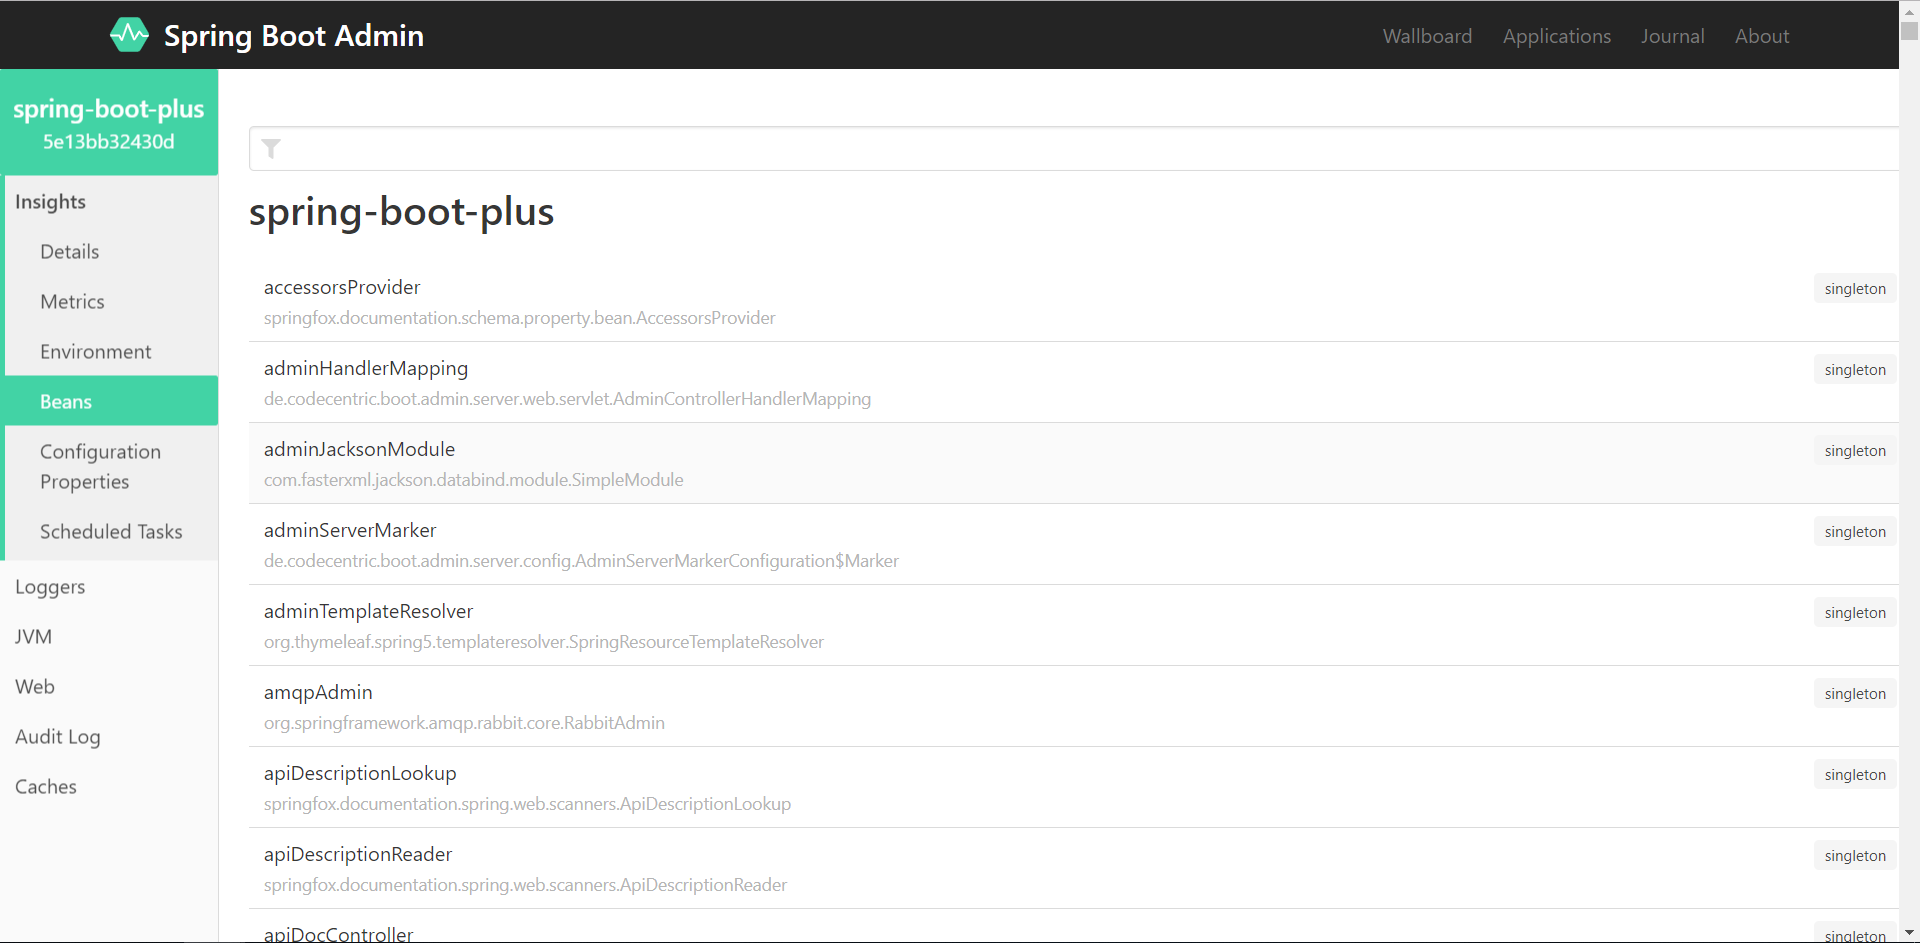 Spring Boot Admin
Wallboard Applications Journal About
spring-boot-plus
5e13bb32430d
Insights
Details
Metrics
Environment
Beans
Configuration
Properties
Scheduled Tasks
Loggers
JVM
Web
Audit Log
Caches
spring-boot-plus
accessorsProvider singleton
springfox.documentation.schema.property.bean.AccessorsProvider
adminHandlerMapping singleton
de.codecentric.boot.admin.server.web.servlet.AdminControllerHandlerMapping
adminJacksonModule singleton
com.fasterxml.jackson.databind.module.SimpleModule
adminServerMarker singleton
de.codecentric.boot.admin.server.config.AdminServerMarkerConfiguration$Marker
adminTemplateResolver singleton
org.thymeleaf.spring5.templateresolver.SpringResourceTemplateResolver
amqpAdmin singleton
org.springframework.amqp.rabbit.core.RabbitAdmin
apiDescriptionLookup singleton
springfox.documentation.spring.web.scanners.ApiDescriptionLookup
apiDescriptionReader singleton
springfox.documentation.spring.web.scanners.ApiDescriptionReader
apiDocController singleton